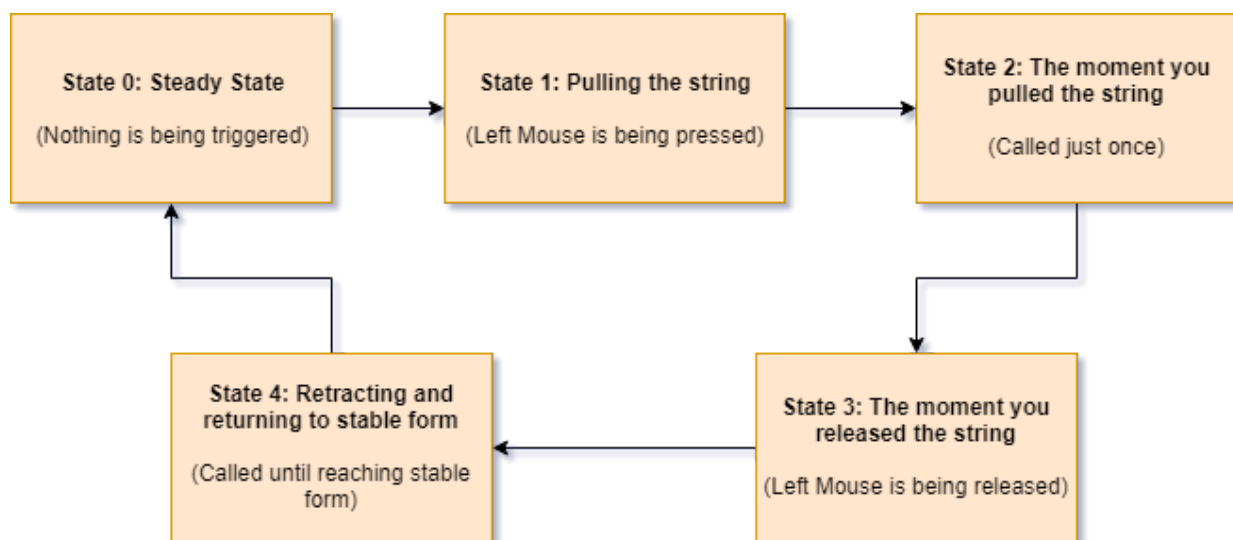 State 0: Steady State
(Nothing is being triggered)
State 1: Pulling the string
(Left Mouse is being pressed)
State 2: The moment you
pulled the string
(Called just once)
State 3: The moment you
released the string
(Left Mouse is being released)
State 4: Retracting and
returning to stable form
(Called until reaching stable
form)